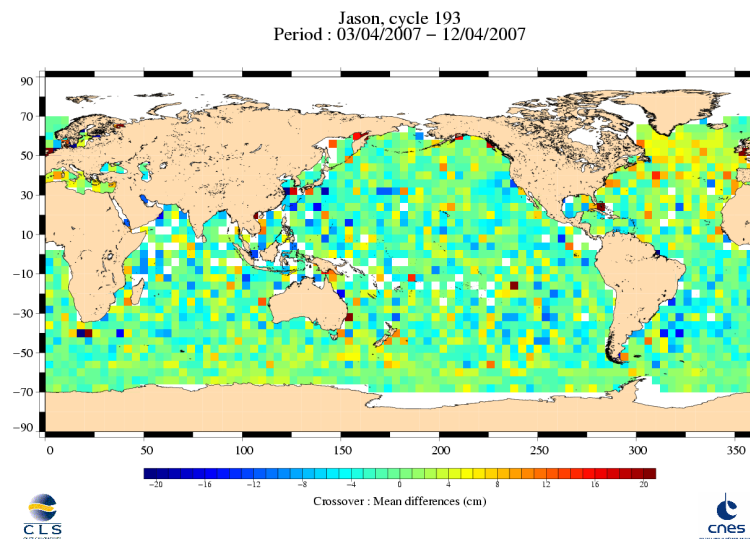 Jason, cycle 193
Period : 03/04/2007 − 12/04/2007
90
70
50
30
10
−10
−30
−50
−70
−90
0 50 100 150 200 250 300 350
−20 −16 −12 −8 −4 0 4 8 12 16 20
Crossover : Mean differences (cm)
CLS
cnes